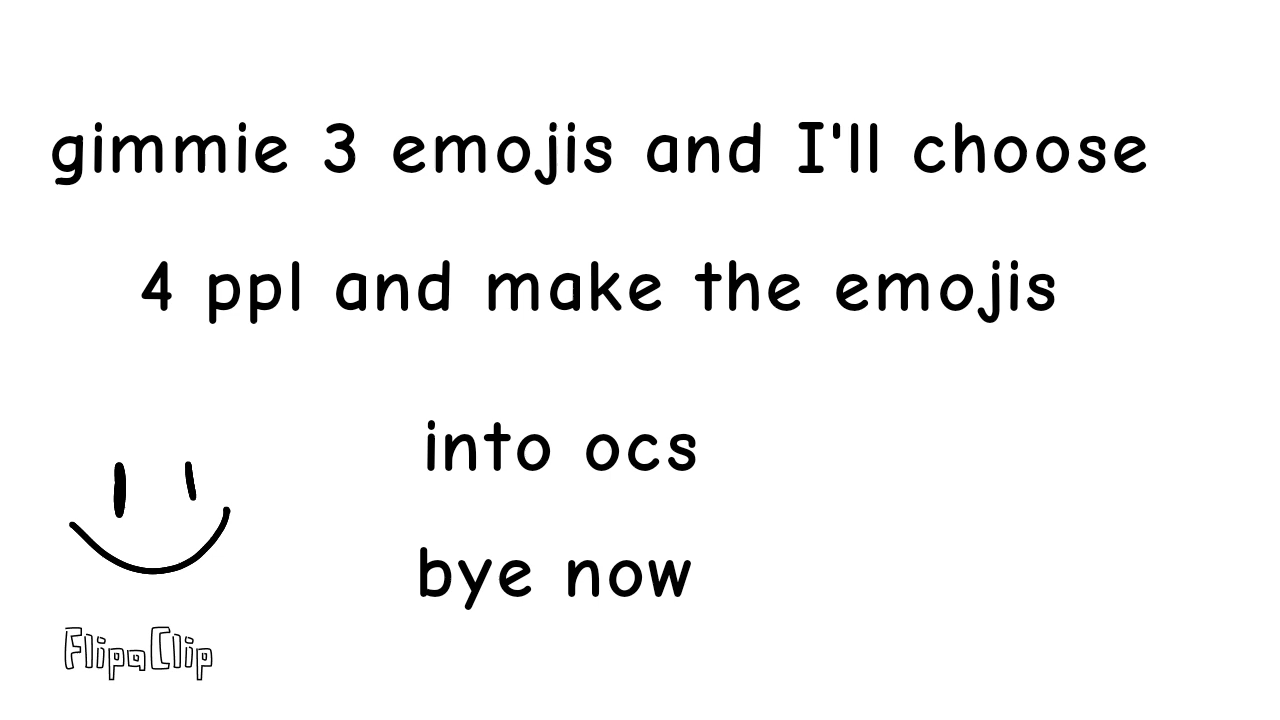 gimmie 3 emojis and I'll choose
4 ppl and make the emojis
into ocs
bye now
FlipaClip